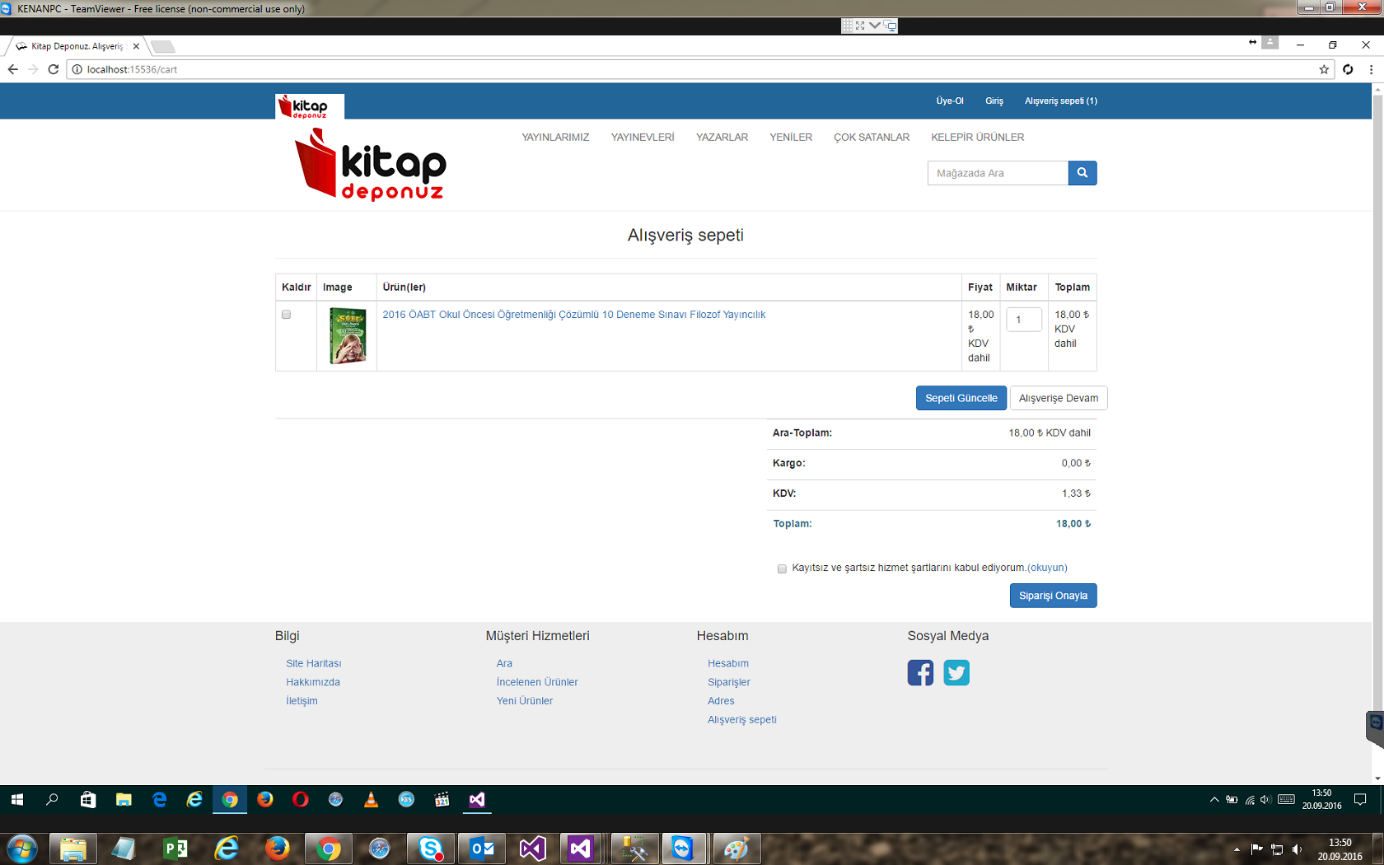 KENANPC - TeamViewer - Free license (non-commercial use only)
Kitap Deponuz. Alışveriş
localhost:15536/cart
kitap
deponuz
Üye-Ol Giriş Alışveriş sepeti (1)
kitap
deponuz
YAYINLARIMIZ YAYINEVLERİ YAZARLAR YENİLER ÇOK SATANLAR KELEPİR ÜRÜNLER
Mağazada Ara
Alışveriş sepeti
Kaldır Image Ürün(ler) Fiyat Miktar Toplam
2016 ÖABT Okul Öncesi Öğretmenliği Çözümlü 10 Deneme Sınavı Filozof Yayıncılık
18,00
₺
KDV
dahil
1
18,00 ₺
KDV
dahil
Sepeti Güncelle Alışverişe Devam
Ara-Toplam: 18,00 ₺ KDV dahil
Kargo: 0,00 ₺
KDV: 1,33 ₺
Toplam: 18,00 ₺
Kayıtsız ve şartsız hizmet şartlarını kabul ediyorum.(okuyun)
Siparişi Onayla
Bilgi Müşteri Hizmetleri Hesabım Sosyal Medya
Site Haritası Ara Hesabım
Hakkımızda İncelenen Ürünler Siparişler
İletişim Yeni Ürünler Adres
Alışveriş sepeti
13:50
20.09.2016
13:50
20.09.2016